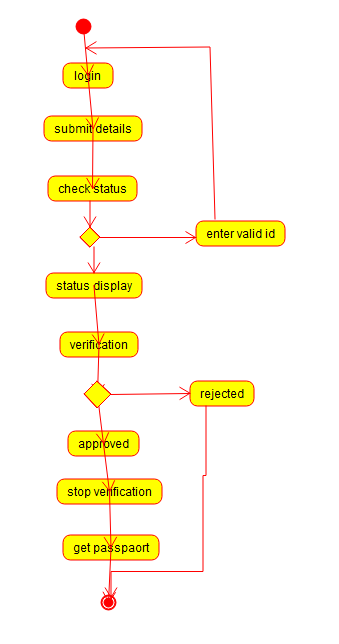 login
submit details
check status
enter valid id
status display
verification
rejected
approved
stop verification
get passpaort